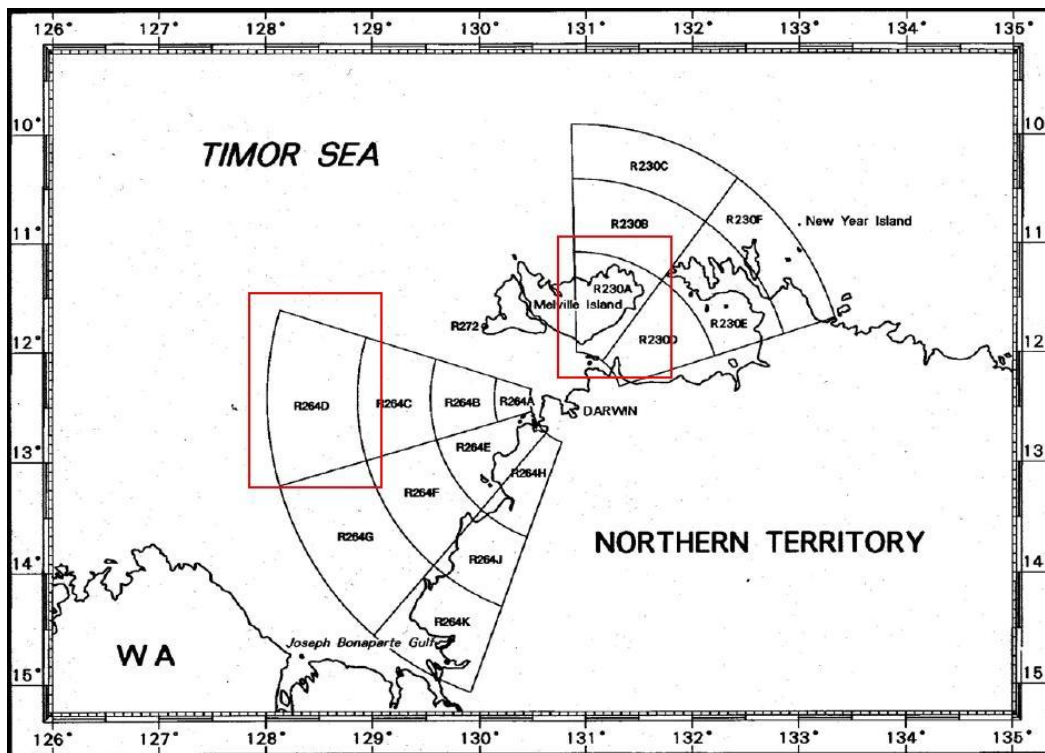 126° 127° 128° 129° 130° 131° 132° 133° 134° 135°
10° 10
TIMOR SEA
R230C
R230B
R230F
New Year Island
11° 11
R230A
Melville Island
R272
R230D
R230E
12° 12
R264D
R264C
R264B
R264A
DARWIN
R264E
R264H
R264F
13° 13
R264G
R264J
NORTHERN TERRITORY
14° 14
R264K
Joseph Bonaparte Gulf
WA
15° 15
126° 127° 128° 129° 130° 131° 132° 133° 134° 135°